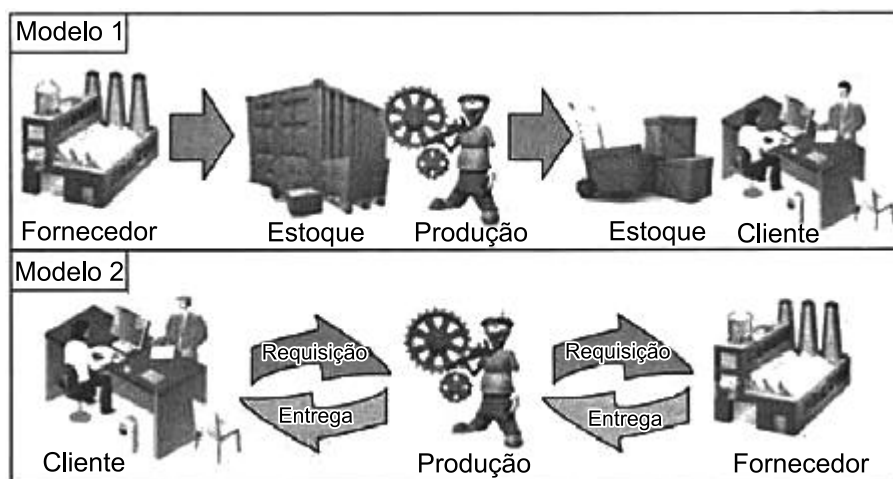 Modelo 1
Fornecedor Estoque Produção Estoque Cliente
Modelo 2
Requisição Requisição
Entrega Entrega
Cliente Produção Fornecedor